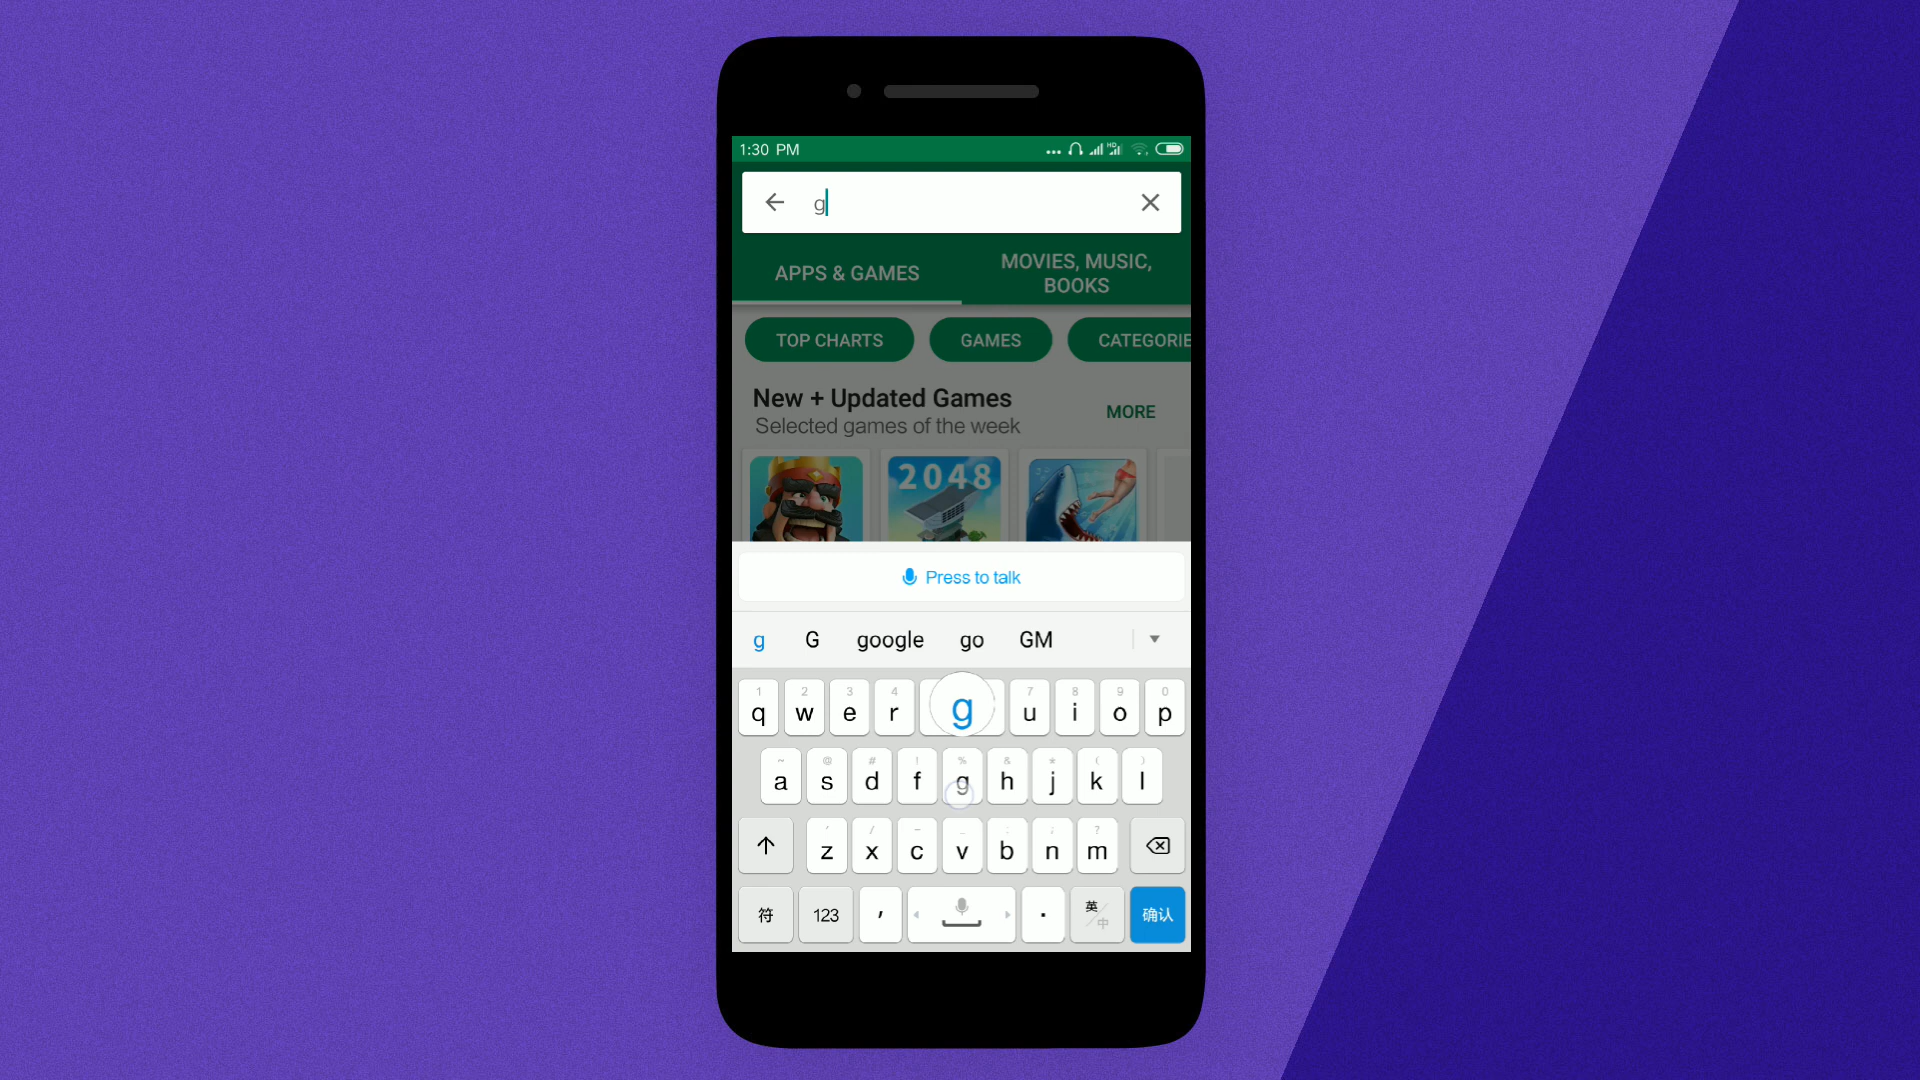 1:30 PM
HD
g
APPS & GAMES
MOVIES, MUSIC,
BOOKS
TOP CHARTS
GAMES
CATEGORIE
New + Updated Games
Selected games of the week
MORE
2048
Press to talk
g G google go GM
1 2 3 4 7 8 9 0
q w e r g u i o p
~ @ # ! % & * ( )
a s d f g h j k l
' / - _ : ; ?
z x c v b n m
符 123 , . 英/中 确认